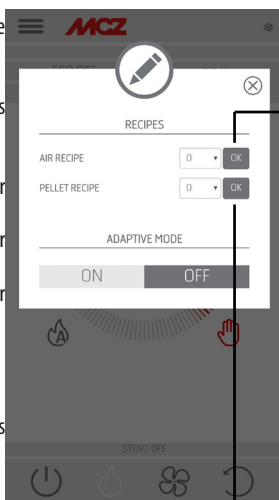 MCZ
RECIPES
AIR RECIPE 0 OK
PELLET RECIPE 0 OK
ADAPTIVE MODE
ON OFF
A
STOVE OFF